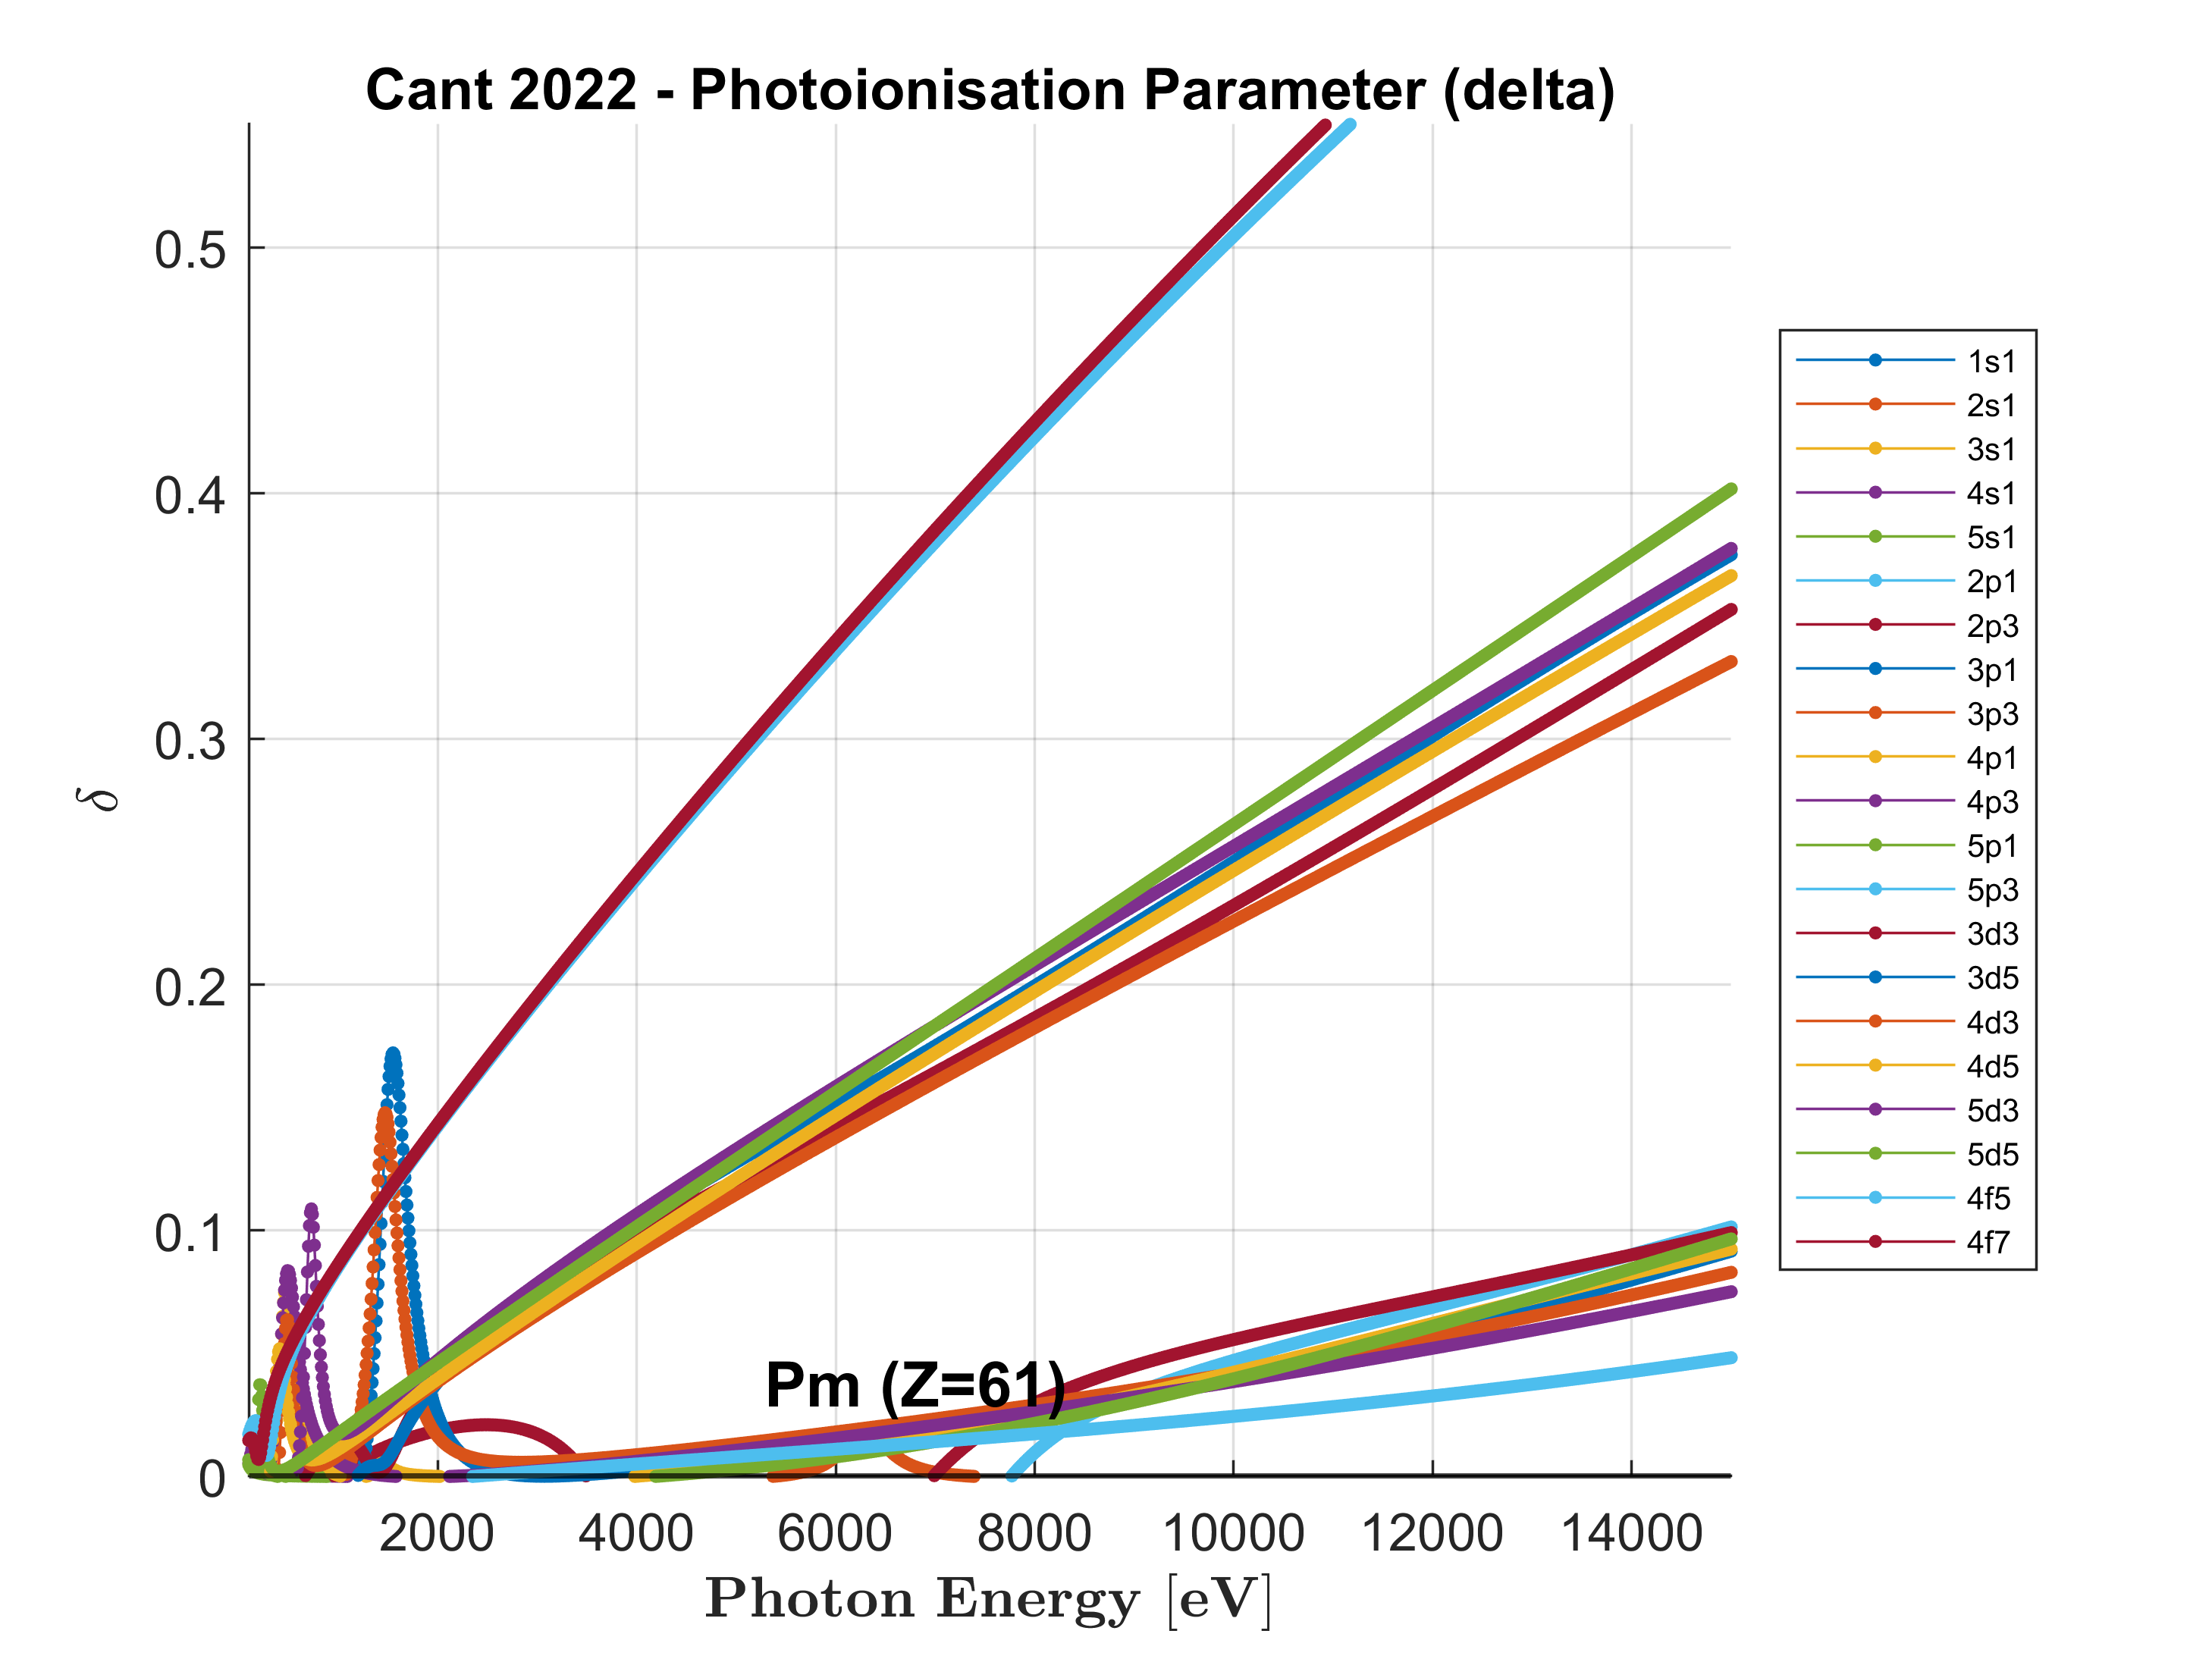 Cant 2022 - Photoionisation Parameter (delta)
0.5
0.4
0.3
0.2
0.1
0
δ
Pm (Z=61)
2000 4000 6000 8000 10000 12000 14000
Photon Energy [eV]
1s1
2s1
3s1
4s1
5s1
2p1
2p3
3p1
3p3
4p1
4p3
5p1
5p3
3d3
3d5
4d3
4d5
5d3
5d5
4f5
4f7